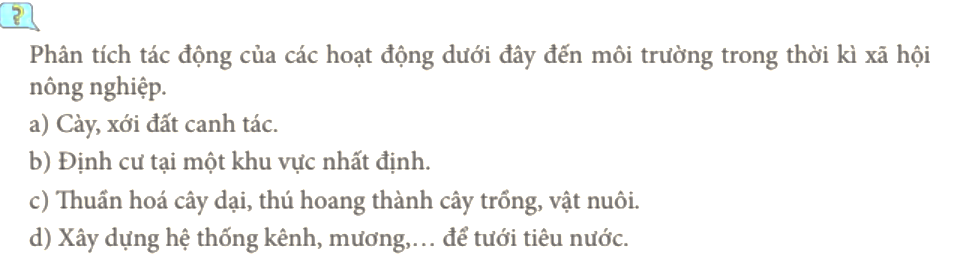 ?
Phân tích tác động của các hoạt động dưới đây đến môi trường trong thời kì xã hội
nông nghiệp.
a) Cày, xới đất canh tác.
b) Định cư tại một khu vực nhất định.
c) Thuần hoá cây dại, thú hoang thành cây trồng, vật nuôi.
d) Xây dựng hệ thống kênh, mương,… để tưới tiêu nước.